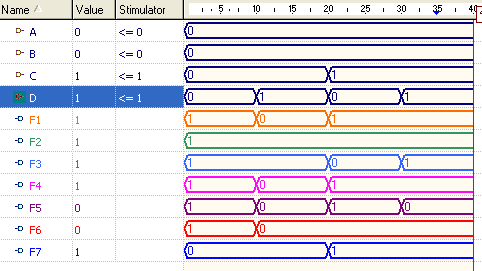 Name Value Stimulator 5 10 15 20 25 30 35 40
A 0 <= 0 0
B 0 <= 0 0
C 1 <= 1 0 1
D 1 <= 1 0 1 0 1
F1 1 1 0 1
F2 1 1
F3 1 1 0 1
F4 1 1 0 1
F5 0 1 0 1 0
F6 0 1 0
F7 1 0 1